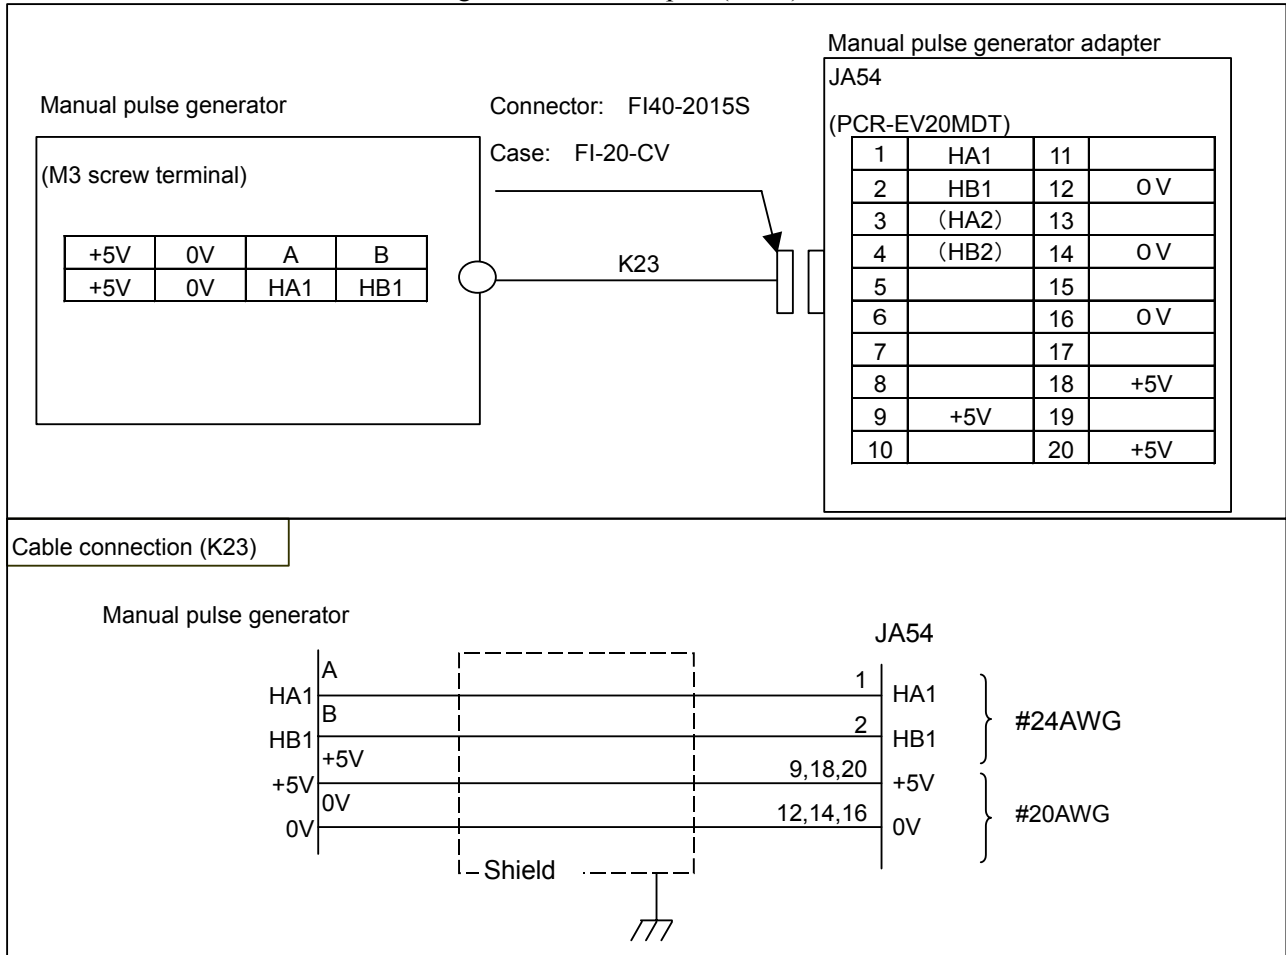 Manual pulse generator adapter
JA54
(PCR-EV20MDT)
Manual pulse generator
Connector: FI40-2015S
Case: FI-20-CV
(M3 screw terminal)
+5V 0V A B
+5V 0V HA1 HB1
K23
1 HA1 11
2 HB1 12 0V
3 (HA2) 13
4 (HB2) 14 0V
5 15
6 16 0V
7 17
8 18 +5V
9 +5V 19
10 20 +5V
Cable connection (K23)
Manual pulse generator
JA54
A
HA1 1 HA1
B
HB1 2 HB1
#24AWG
+5V
+5V 9,18,20 +5V
0V
0V 12,14,16 0V
#20AWG
Shield